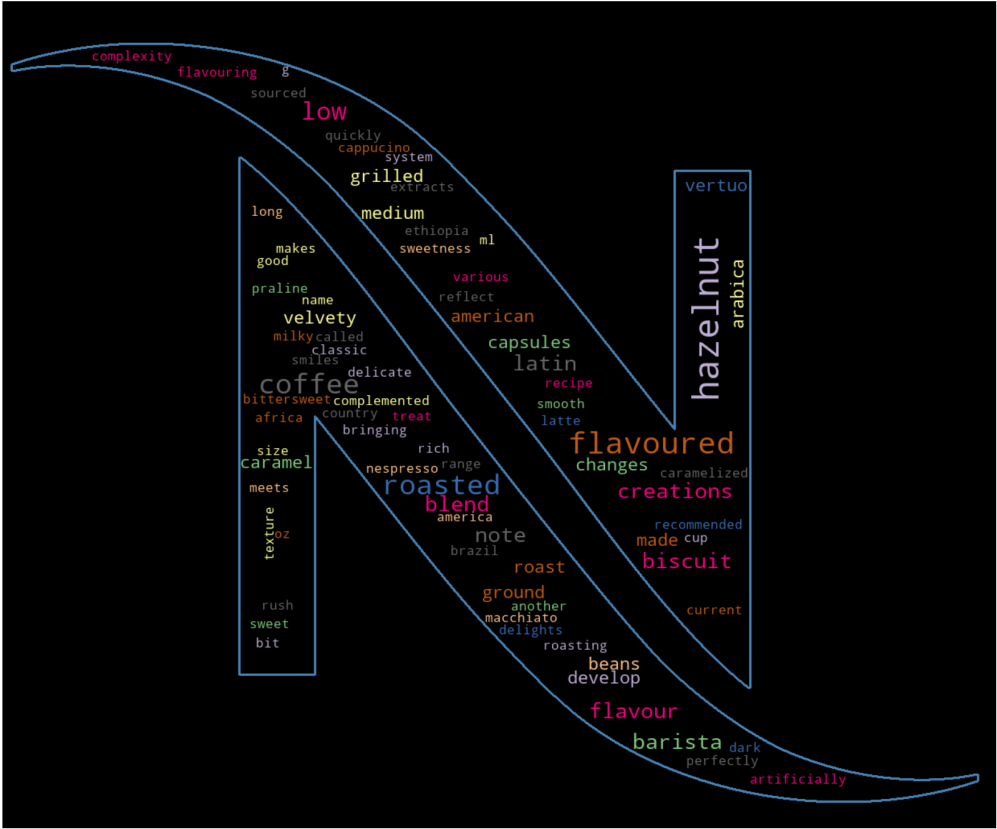 complexity
flavouring g
sourced
low
quickly
cappucino
system
grilled
extracts
vertuo
long
medium
ethiopia
ml
makes
sweetness
good
hazelnut
arabica
various
praline
reflect
name
velvety
american
milky called
capsules
classic
smiles
latin
delicate
coffee
recipe
bittersweet complemented
smooth
africa country treat
latte
bringing
flavoured
rich
size
caramel
nespresso range
changes
caramelized
meets
roasted
creations
blend
america
texture
oz
note
recommended
made cup
brazil
biscuit
roast
ground
rush
another
current
macchiato
sweet
delights
bit
roasting
beans
develop
flavour
barista dark
perfectly
artificially